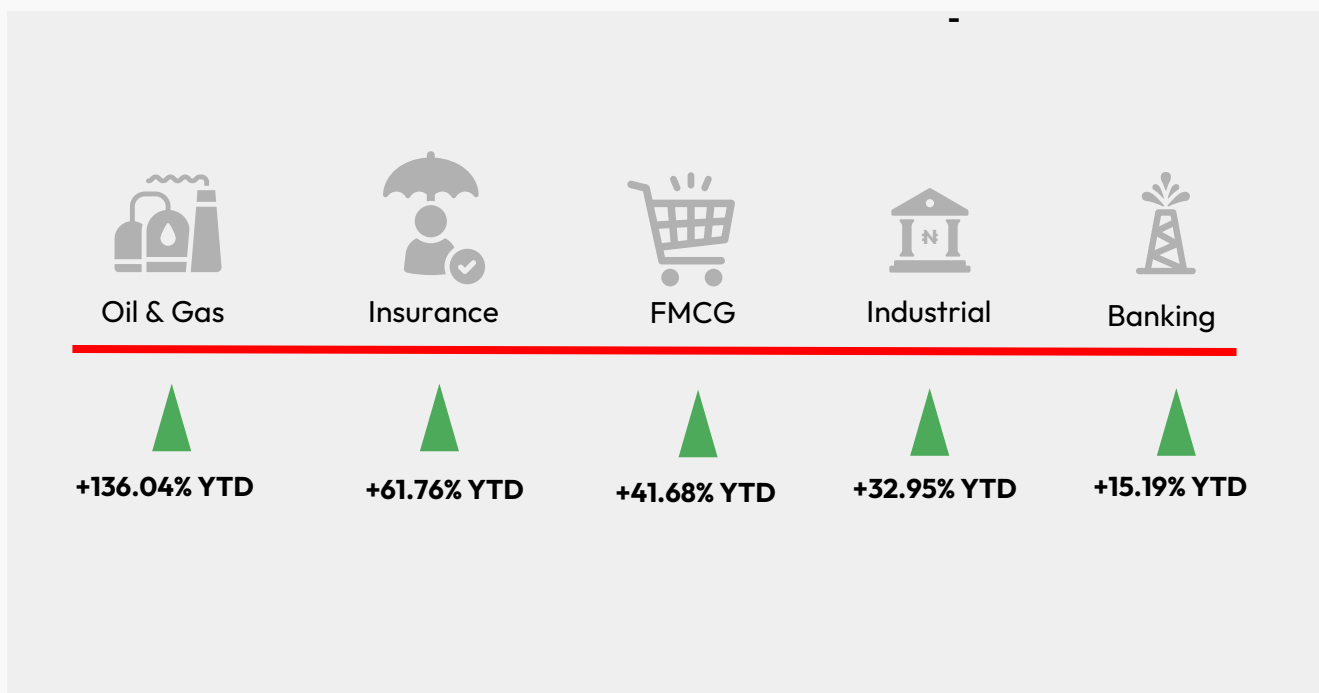 -
₦
Oil & Gas
Insurance
FMCG
Industrial
Banking
+136.04% YTD
+61.76% YTD
+41.68% YTD
+32.95% YTD
+15.19% YTD